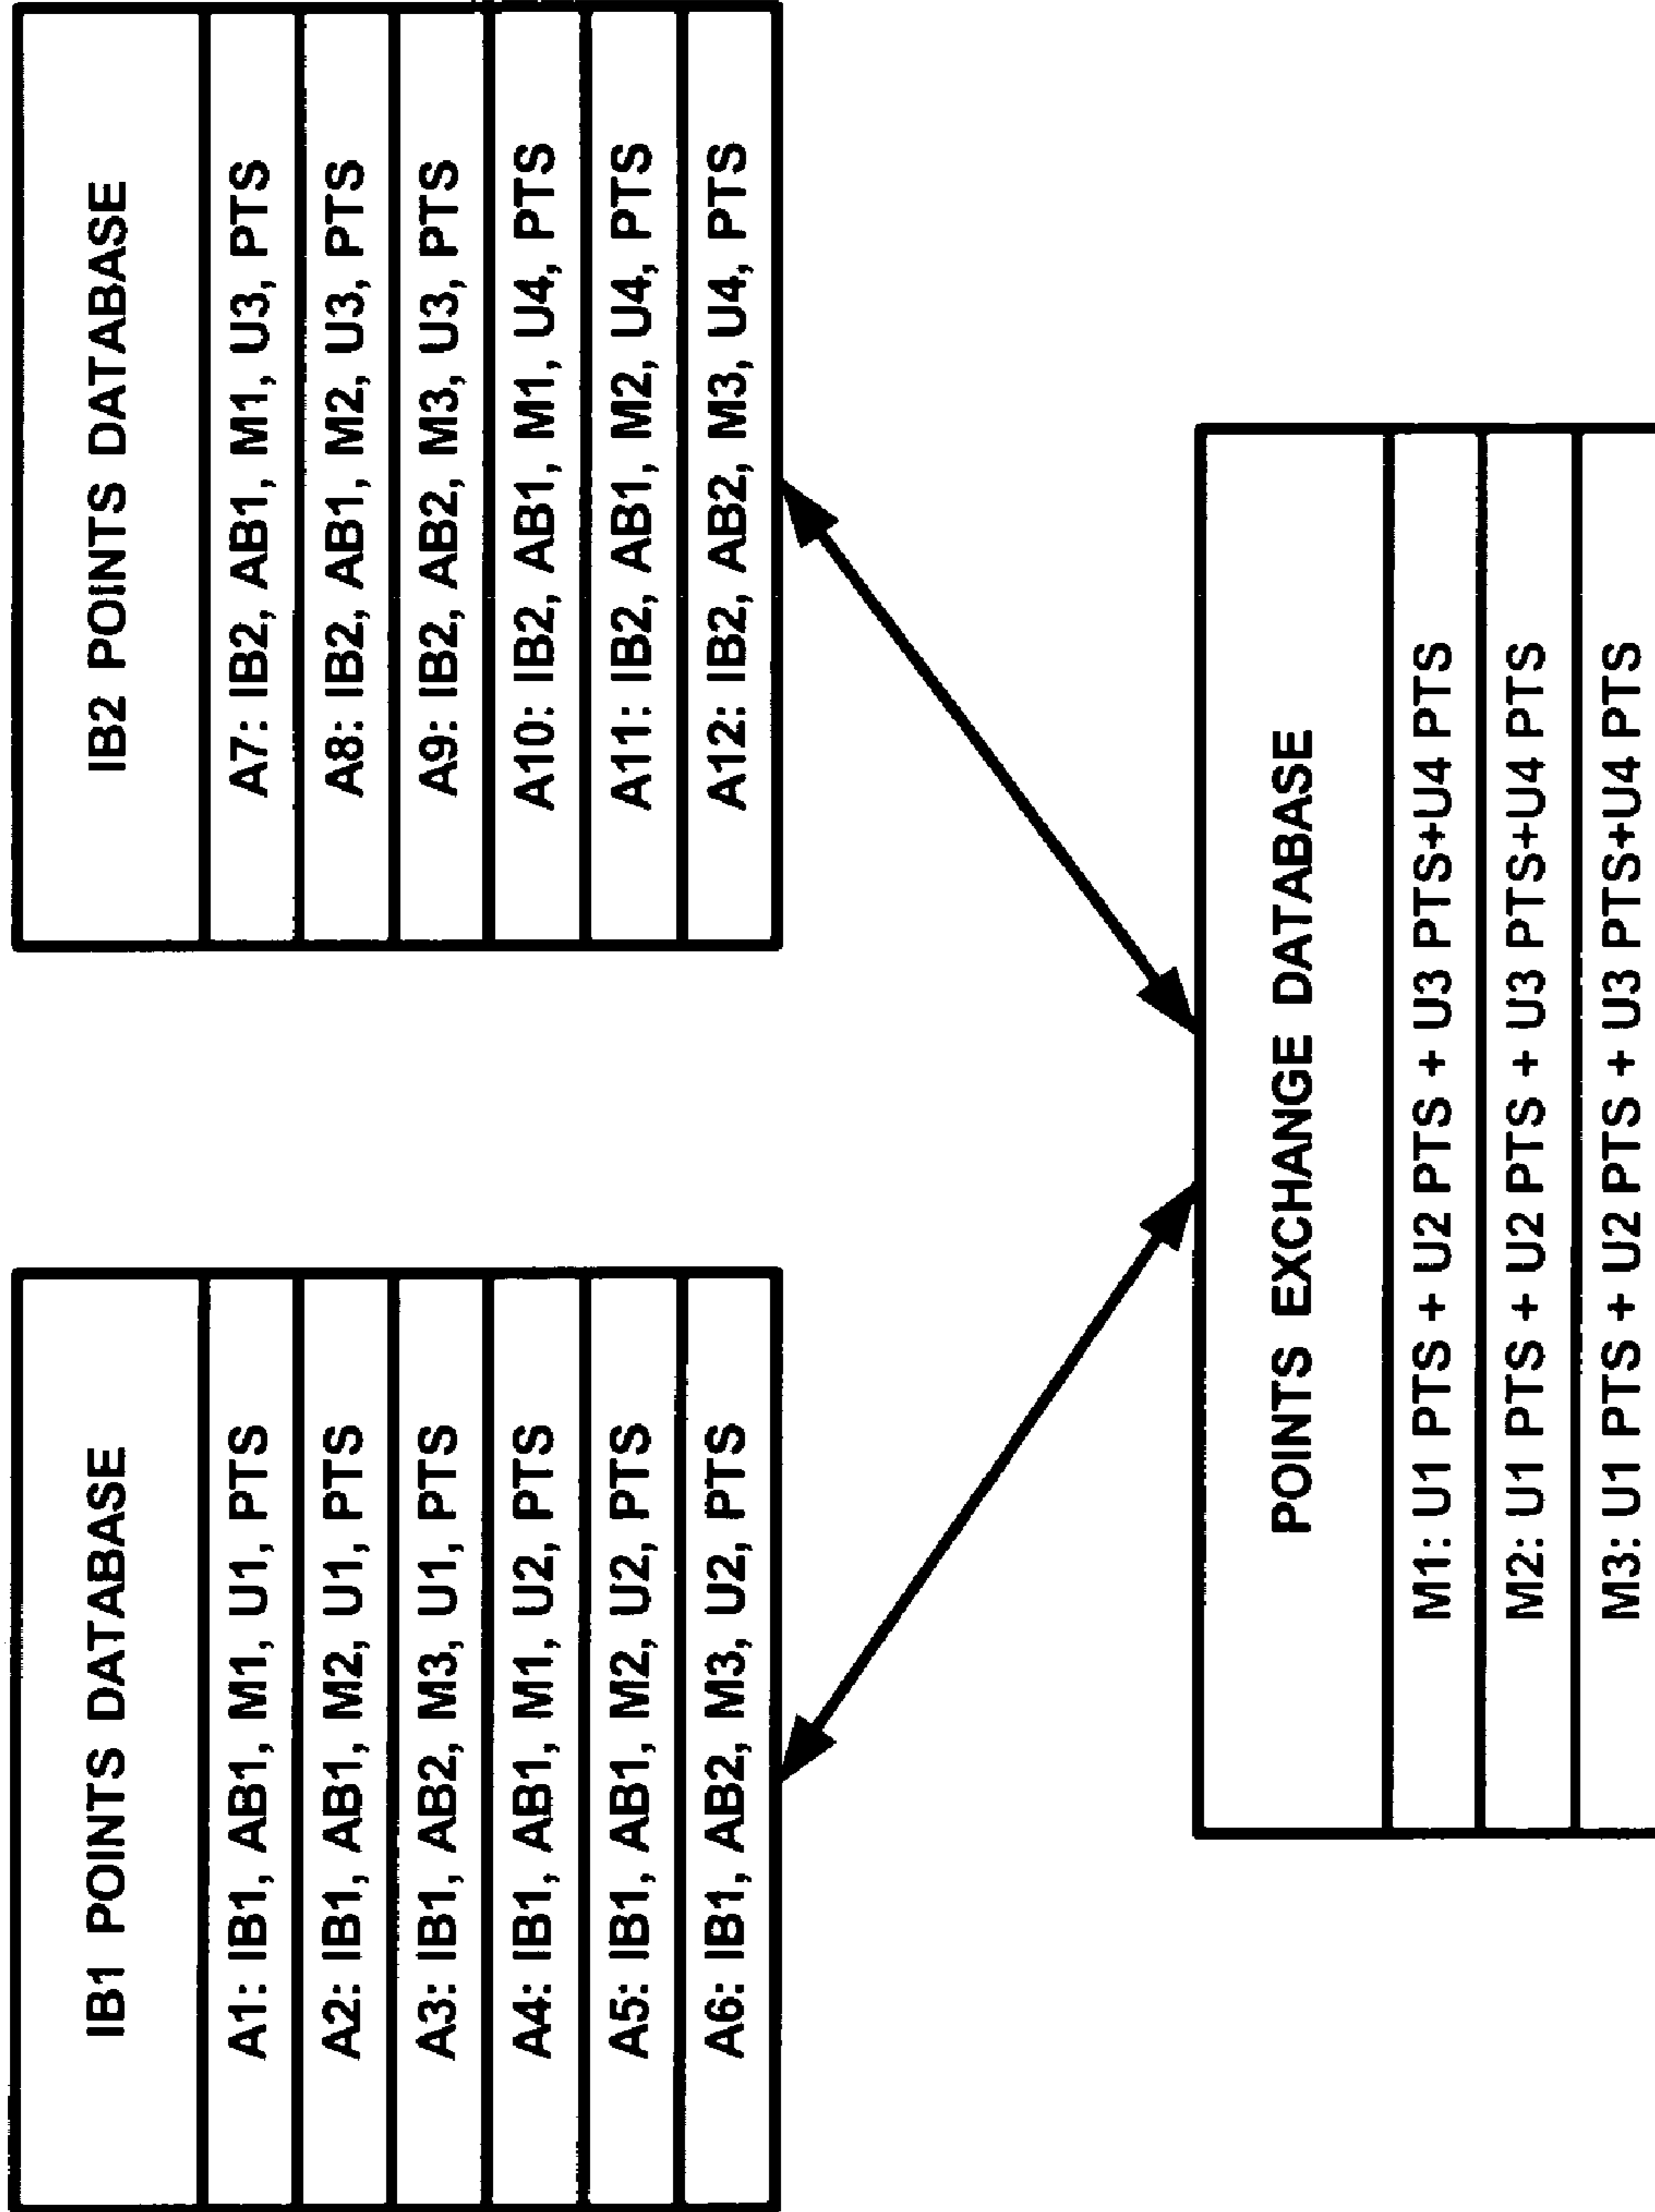 IB1 POINTS DATABASE
A1: IB1, AB1, M1, U1, PTS
A2: IB1, AB1, M2, U1, PTS
A3: IB1, AB2, M3, U1, PTS
A4: IB1, AB1, M1, U2, PTS
A5: IB1, AB1, M2, U2, PTS
A6: IB1, AB2, M3, U2, PTS
IB2 POINTS DATABASE
A7: IB2, AB1, M1, U3, PTS
A8: IB2, AB1, M2, U3, PTS
A9: IB2, AB2, M3, U3, PTS
A10: IB2, AB1, M1, U4, PTS
A11: IB2, AB1, M2, U4, PTS
A12: IB2, AB2, M3, U4, PTS
POINTS EXCHANGE DATABASE
M1: U1 PTS + U2 PTS + U3 PTS+U4 PTS
M2: U1 PTS + U2 PTS + U3 PTS+U4 PTS
M3: U1 PTS + U2 PTS + U3 PTS+U4 PTS